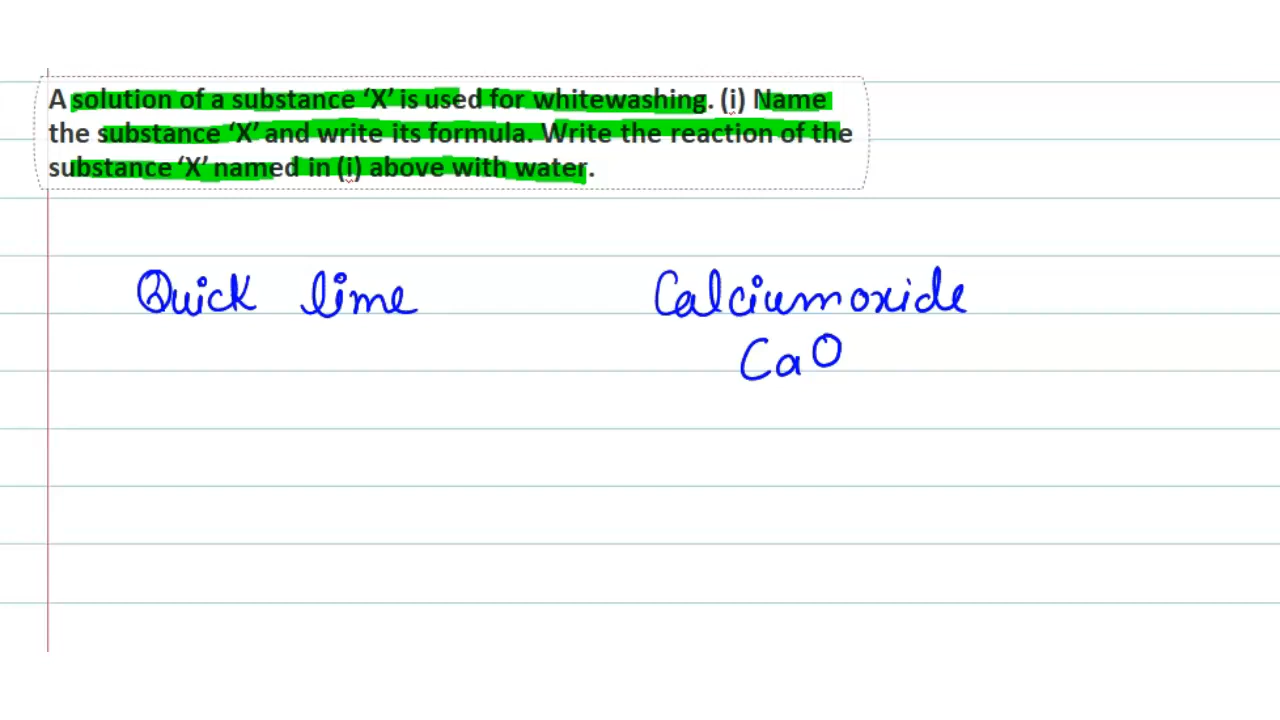 A solution of a substance ‘X’ is used for whitewashing. (i) Name
the substance ‘X’ and write its formula. Write the reaction of the
substance ‘X’ named in (i) above with water.
Quick lime Calciumoxide
CaO